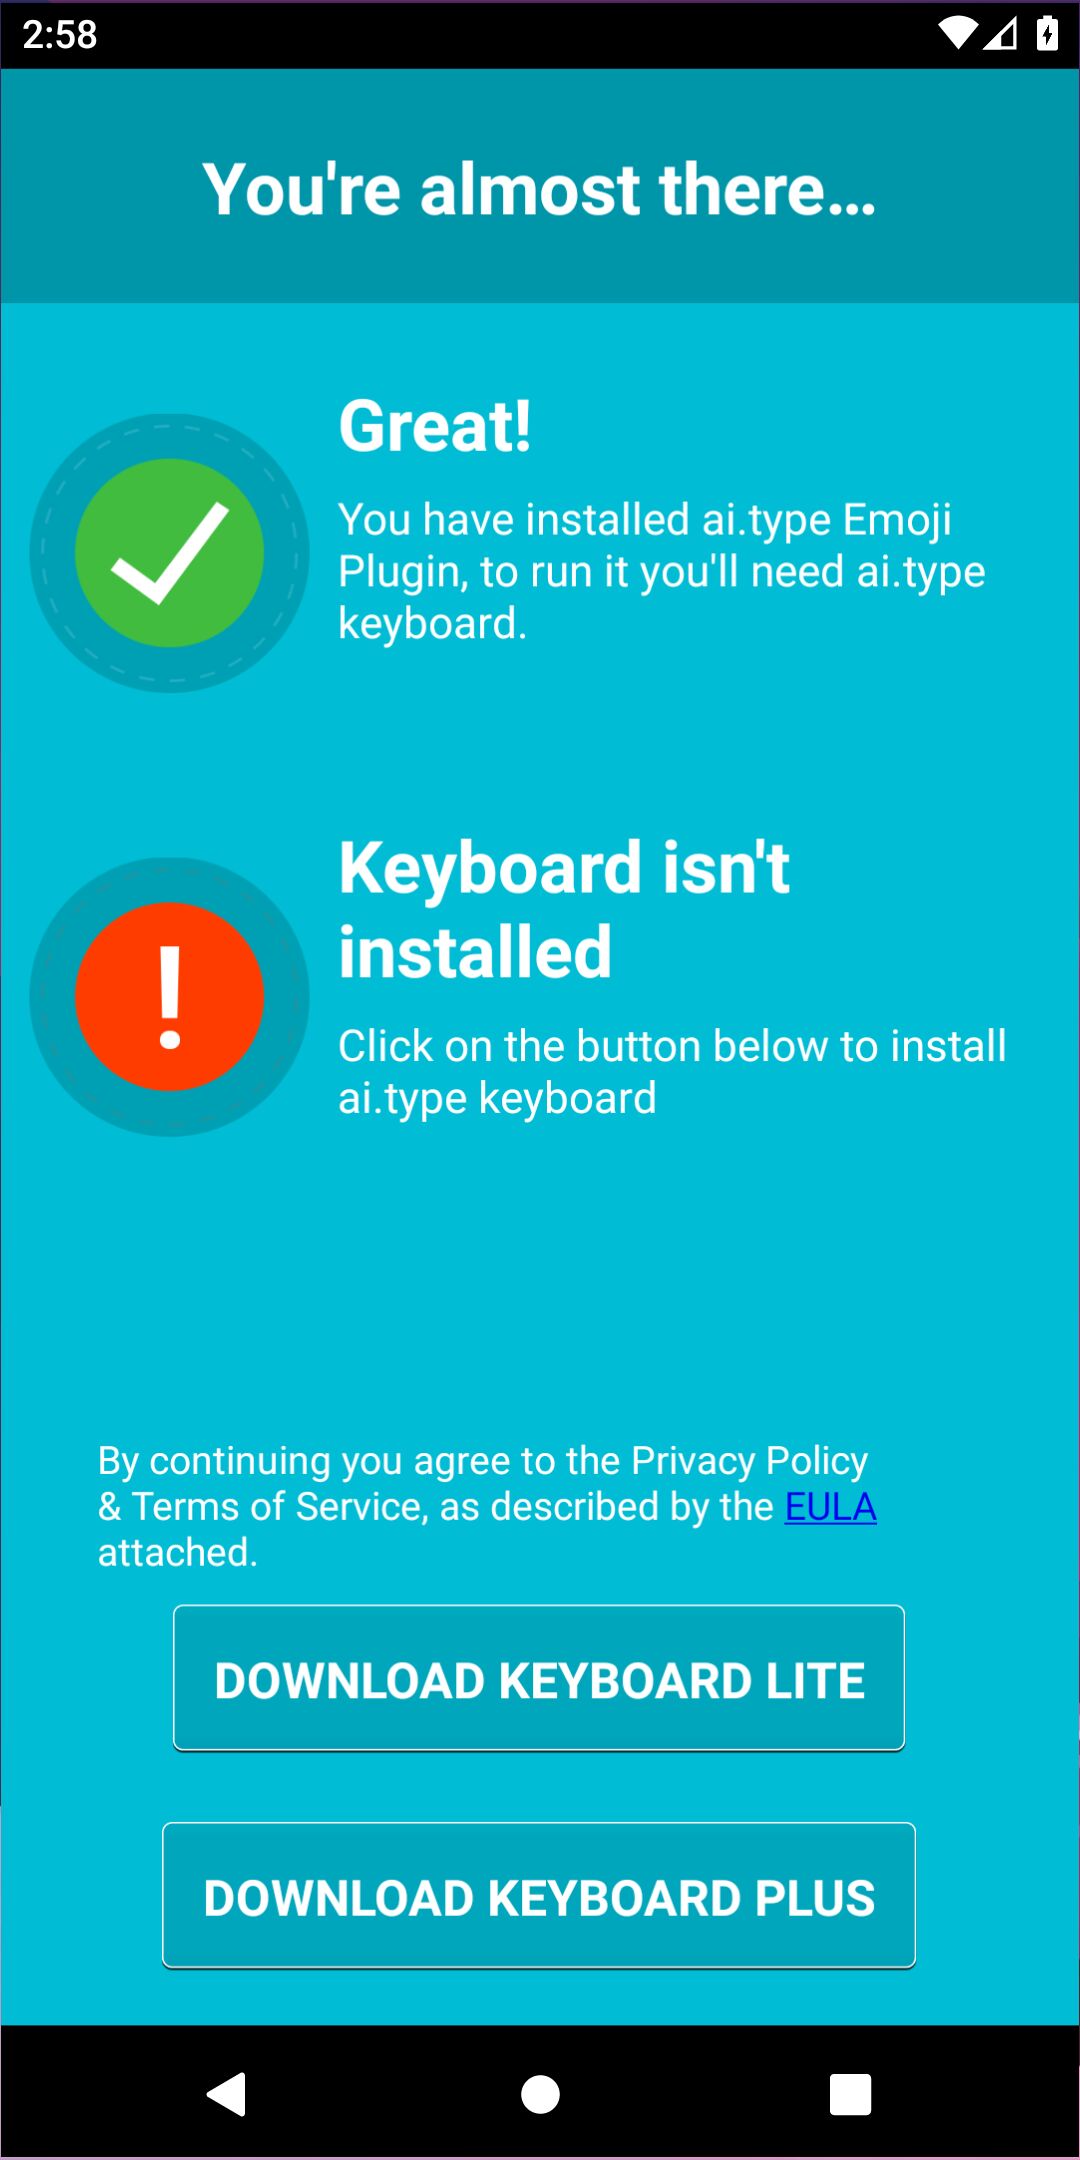 2:58
You're almost there...
Great!
You have installed ai.type Emoji
Plugin, to run it you'll need ai.type
keyboard.
Keyboard isn't
installed
Click on the button below to install
ai.type keyboard
By continuing you agree to the Privacy Policy
& Terms of Service, as described by the EULA
attached.
DOWNLOAD KEYBOARD LITE
DOWNLOAD KEYBOARD PLUS